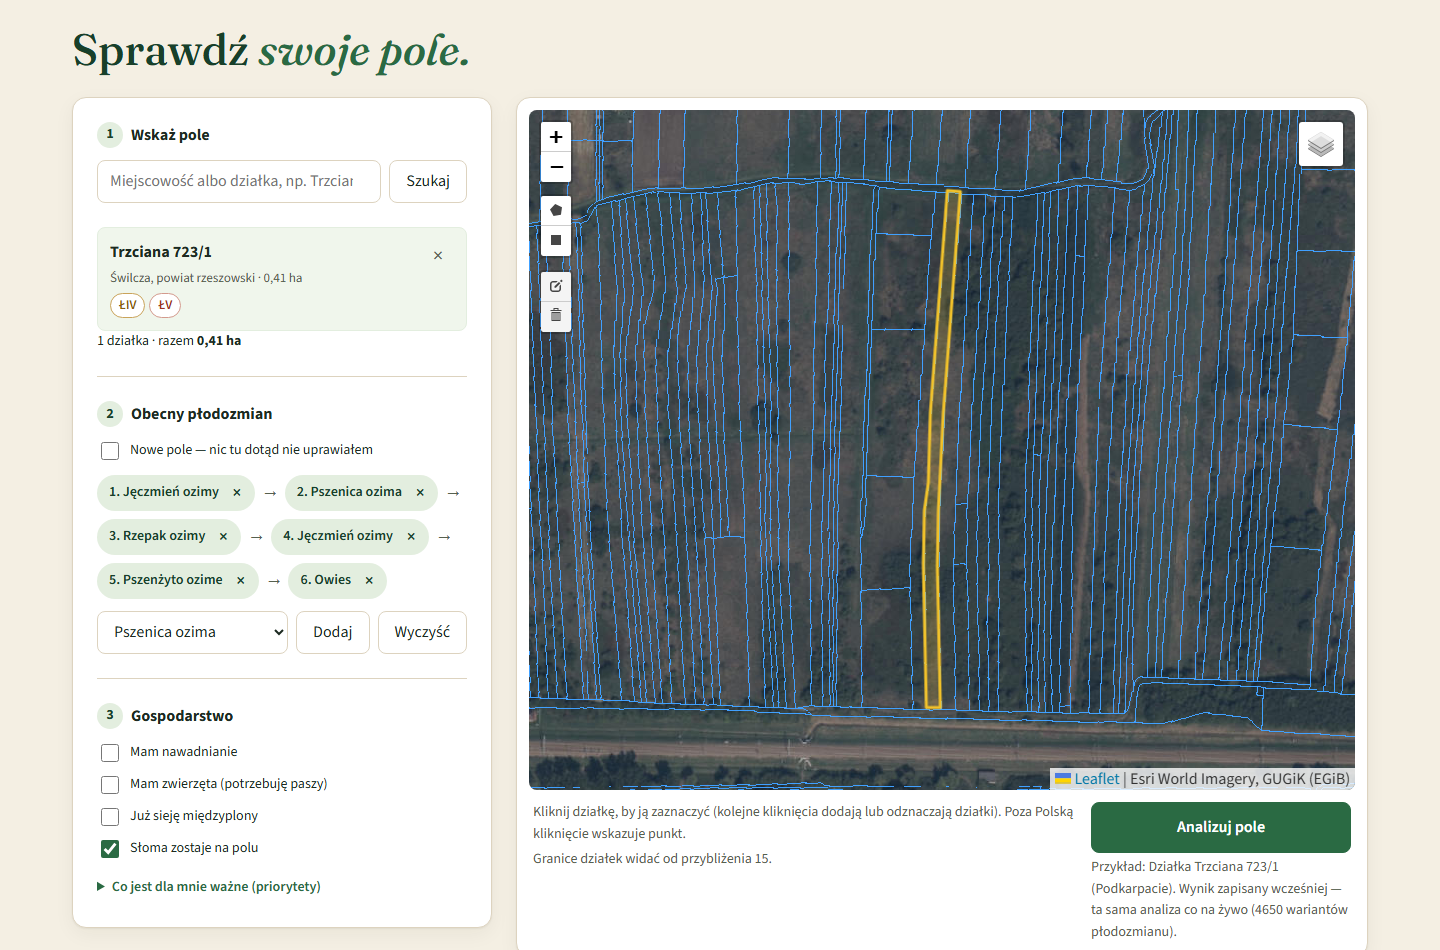 Sprawdź swoje pole.
1 Wskaż pole
Miejscowość albo działka, np. Trzcian
Szukaj
Trzciana 723/1 ×
Świlcza, powiat rzeszowski · 0,41 ha
ŁIV ŁV
1 działka · razem 0,41 ha
2 Obecny płodozmian
Nowe pole — nic tu dotąd nie uprawiałem
1. Jęczmień ozimy × → 2. Pszenica ozima × →
3. Rzepak ozimy × → 4. Jęczmień ozimy × →
5. Pszenżyto ozime × → 6. Owies ×
Pszenica ozima
Dodaj
Wyczyść
3 Gospodarstwo
Mam nawadnianie
Mam zwierzęta (potrzebuję paszy)
Już sieję międzyplony
Słoma zostaje na polu
Co jest dla mnie ważne (priorytety)
+
−
Leaflet | Esri World Imagery, GUGiK (EGiB)
Kliknij działkę, by ją zaznaczyć (kolejne kliknięcia dodają lub odznaczają działki). Poza Polską
kliknięcie wskazuje punkt.
Granice działek widać od przybliżenia 15.
Analizuj pole
Przykład: Działka Trzciana 723/1
(Podkarpacie). Wynik zapisany wcześniej —
ta sama analiza co na żywo (4650 wariantów
płodozmianu).